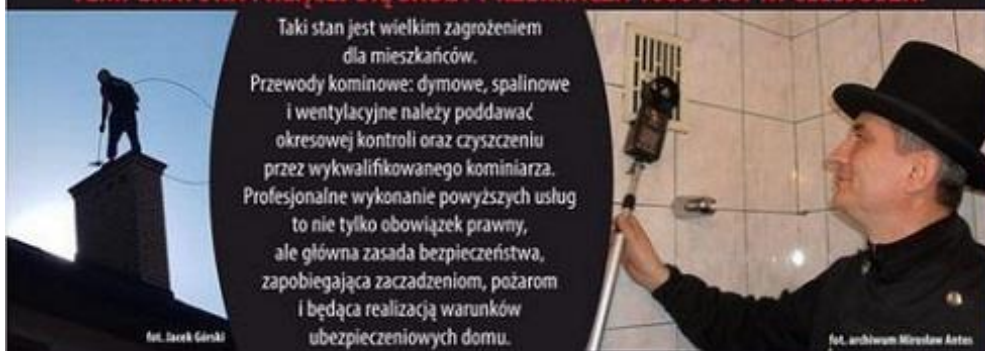 Taki stan jest wielkim zagrożeniem
dla mieszkańców.
Przewody kominowe: dymowe, spalinowe
i wentylacyjne należy poddawać
okresowej kontroli oraz czyszczeniu
przez wykwalifikowanego kominiarza.
Profesjonalne wykonanie powyższych usług
to nie tylko obowiązek prawny,
ale główna zasada bezpieczeństwa,
zapobiegająca zaczadzeniom, pożarom
i będąca realizacją warunków
ubezpieczeniowych domu.
fot. Jacek Górski
fot. archiwum Mirosław Antos